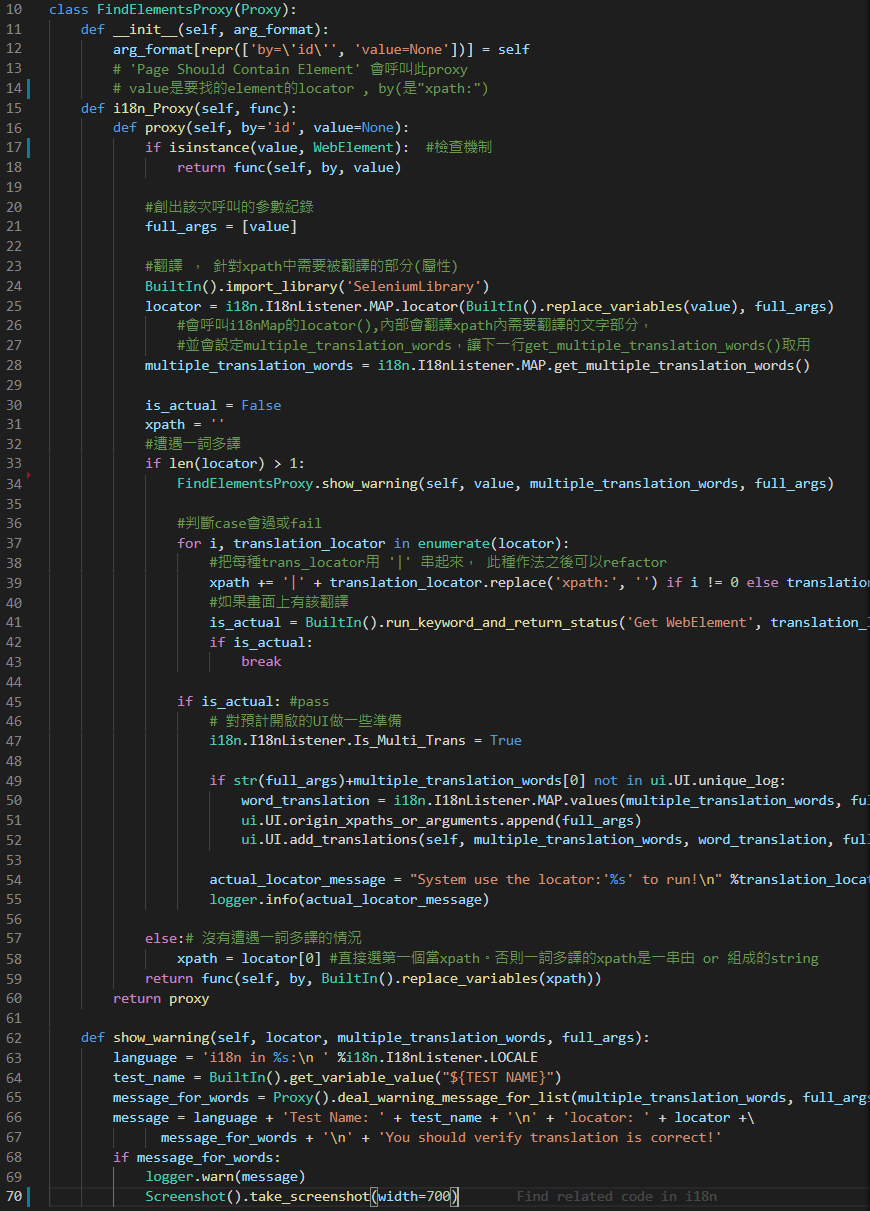 10 class FindElementsProxy(Proxy):
11 def __init__(self, arg_format):
12 arg_format[repr(['by=\'id\'', 'value=None'])] = self
13 # 'Page Should Contain Element' 會呼叫此proxy
14 # value是要找的element的locator , by(是"xpath:")
15 def i18n_Proxy(self, func):
16 def proxy(self, by='id', value=None):
17 if isinstance(value, WebElement): #檢查機制
18 return func(self, by, value)
19
20 #創出該次呼叫的參數紀錄
21 full_args = [value]
22
23 #翻譯 , 針對xpath中需要被翻譯的部分(屬性)
24 BuiltIn().import_library('SeleniumLibrary')
25 locator = i18n.I18nListener.MAP.locator(BuiltIn().replace_variables(value), full_args)
26 #會呼叫i18nMap的locator(),內部會翻譯xpath內需要翻譯的文字部分,
27 #並會設定multiple_translation_words,讓下一行get_multiple_translation_words()取用
28 multiple_translation_words = i18n.I18nListener.MAP.get_multiple_translation_words()
29
30 is_actual = False
31 xpath = ''
32 #遭遇一詞多譯
33 if len(locator) > 1:
34 FindElementsProxy.show_warning(self, value, multiple_translation_words, full_args)
35
36 #判斷case會過或fail
37 for i, translation_locator in enumerate(locator):
38 #把每種trans_locator用 '|' 串起來, 此種作法之後可以refactor
39 xpath += '|' + translation_locator.replace('xpath:', '') if i != 0 else translation
40 #如果畫面上有該翻譯
41 is_actual = BuiltIn().run_keyword_and_return_status('Get WebElement', translation_l
42 if is_actual:
43 break
44
45 if is_actual: #pass
46 # 對預計開啟的UI做一些準備
47 i18n.I18nListener.Is_Multi_Trans = True
48
49 if str(full_args)+multiple_translation_words[0] not in ui.UI.unique_log:
50 word_translation = i18n.I18nListener.MAP.values(multiple_translation_words, ful
51 ui.UI.origin_xpaths_or_arguments.append(full_args)
52 ui.UI.add_translations(self, multiple_translation_words, word_translation, full
53
54 actual_locator_message = "System use the locator:'%s' to run!\n" %translation_locat
55 logger.info(actual_locator_message)
56
57 else:# 沒有遭遇一詞多譯的情況
58 xpath = locator[0] #直接選第一個當xpath。否則一詞多譯的xpath是一串由 or 組成的string
59 return func(self, by, BuiltIn().replace_variables(xpath))
60 return proxy
61
62 def show_warning(self, locator, multiple_translation_words, full_args):
63 language = 'i18n in %s:\n ' %i18n.I18nListener.LOCALE
64 test_name = BuiltIn().get_variable_value("${TEST NAME}")
65 message_for_words = Proxy().deal_warning_message_for_list(multiple_translation_words, full_args
66 message = language + 'Test Name: ' + test_name + '\n' + 'locator: ' + locator +\
67 message_for_words + '\n' + 'You should verify translation is correct!'
68 if message_for_words:
69 logger.warn(message)
70 Screenshot().take_screenshot(width=700) Find related code in i18n